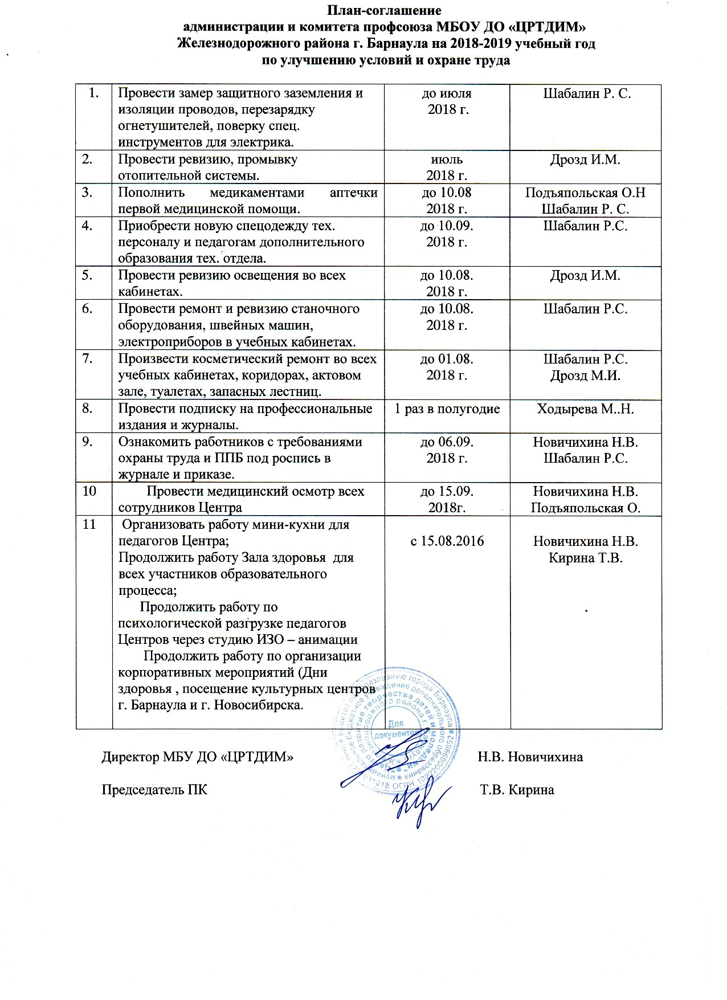 План-соглашение
администрации и комитета профсоюза МБОУ ДО «ЦРТДИМ»
Железнодорожного района г. Барнаула на 2018-2019 учебный год
по улучшению условий и охране труда
1. Провести замер защитного заземления и до июля Шабалин Р. С.
изоляции проводов, перезарядку 2018 г.
огнетушителей, поверку спец.
инструментов для электрика.
2. Провести ревизию, промывку июль Дрозд И.М.
отопительной системы. 2018 г.
3. Пополнить медикаментами аптечки до 10.08 Подъяпольская О.Н
первой медицинской помощи. 2018 г. Шабалин Р. С.
4. Приобрести новую спецодежду тех. до 10.09. Шабалин Р.С.
персоналу и педагогам дополнительного 2018 г.
образования тех. отдела.
5. Провести ревизию освещения во всех до 10.08. Дрозд И.М.
кабинетах. 2018 г.
6. Провести ремонт и ревизию станочного до 10.08. Шабалин Р.С.
оборудования, швейных машин, 2018 г.
электроприборов в учебных кабинетах.
7. Произвести косметический ремонт во всех до 01.08. Шабалин Р.С.
учебных кабинетах, коридорах, актовом 2018 г. Дрозд М.И.
зале, туалетах, запасных лестниц.
8. Провести подписку на профессиональные 1 раз в полугодие Ходырева М..Н.
издания и журналы.
9. Ознакомить работников с требованиями до 06.09. Новичихина Н.В.
охраны труда и ППБ под роспись в 2018 г. Шабалин Р.С.
журнале и приказе.
10 Провести медицинский осмотр всех до 15.09. Новичихина Н.В.
сотрудников Центра 2018г. Подъяпольская О.
11 Организовать работу мини-кухни для
педагогов Центра; с 15.08.2016 Новичихина Н.В.
Продолжить работу Зала здоровья для Кирина Т.В.
всех участников образовательного
процесса;
Продолжить работу по
психологической разгрузке педагогов
Центров через студию ИЗО – анимации
Продолжить работу по организации
корпоративных мероприятий (Дни
здоровья , посещение культурных центров
г. Барнаула и г. Новосибирска.
Для
документов
Директор МБУ ДО «ЦРТДИМ» Н.В. Новичихина
Председатель ПК Т.В. Кирина